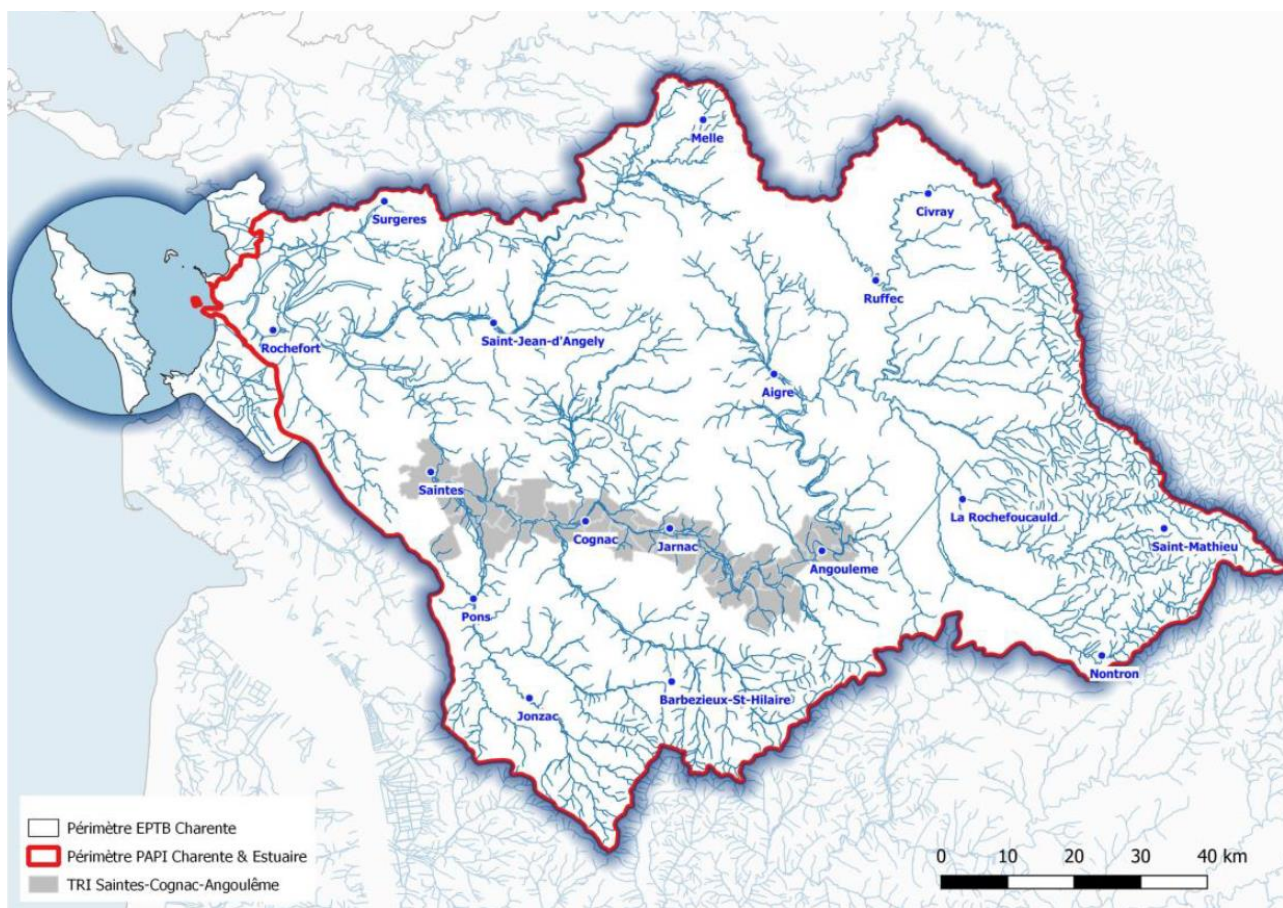 Melle
Civray
Surgeres
Ruffec
Rochefort
Saint-Jean-d'Angely
Aigre
Saintes
La Rochefoucauld
Cognac
Jarnac
Saint-Mathieu
Angouleme
Pons
Nontron
Barbezieux-St-Hilaire
Jonzac
Périmètre EPTB Charente
Périmètre PAPI Charente & Estuaire
TRI Saintes-Cognac-Angoulême
0 10 20 30 40 km